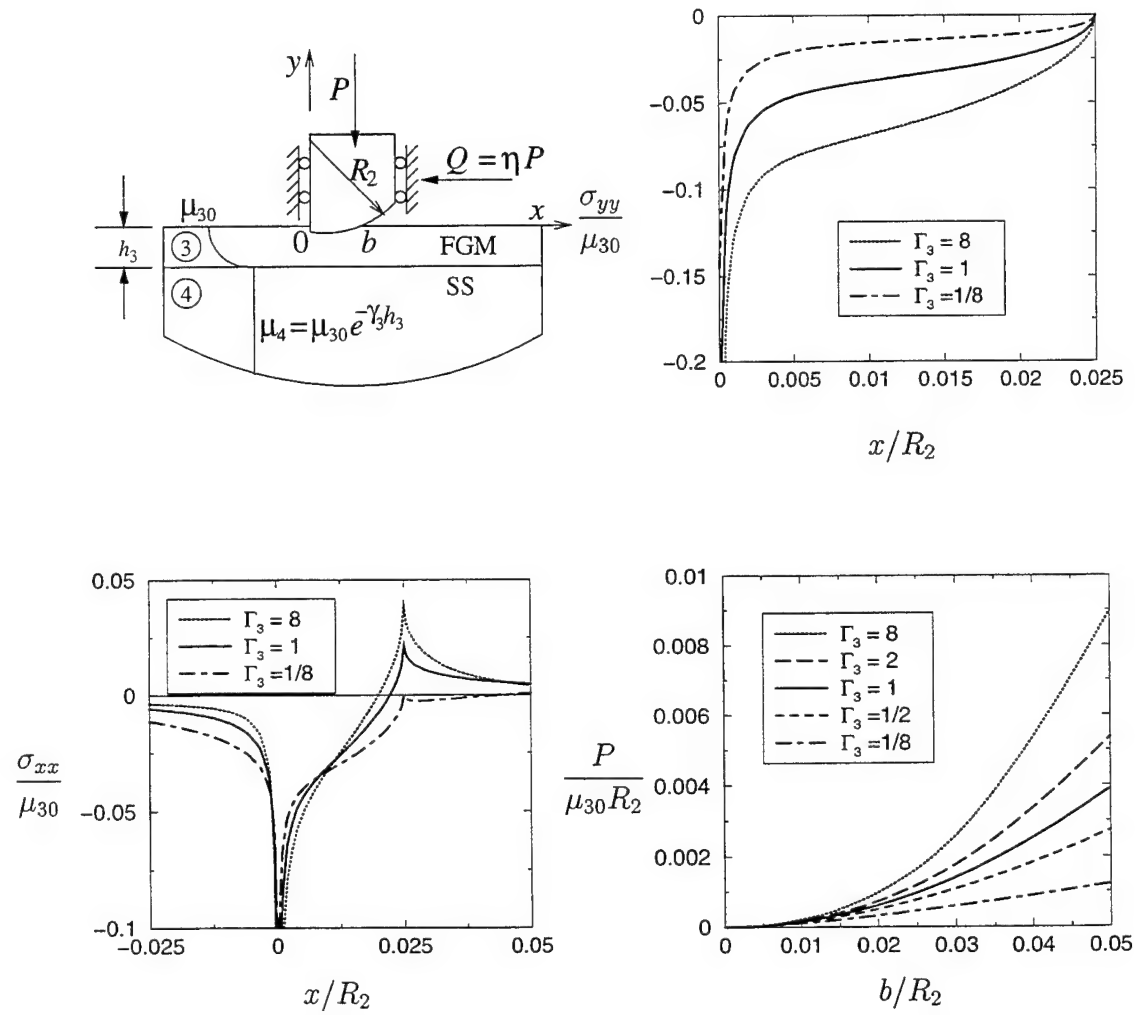 y
P
R₂
Q = η P
μ₃₀
0
b
x
h₃
③
FGM
④
SS
μ₄ = μ₃₀ e^{-γ₃h₃}
σ_yy
μ₃₀
0
−0.05
−0.1
−0.15
−0.2
Γ₃ = 8
Γ₃ = 1
Γ₃ =1/8
0 0.005 0.01 0.015 0.02 0.025
x/R₂
0.05
0
−0.05
−0.1
Γ₃ = 8
Γ₃ = 1
Γ₃ =1/8
σ_xx
μ₃₀
−0.025 0 0.025 0.05
x/R₂
0.01
0.008
0.006
0.004
0.002
0
Γ₃ = 8
Γ₃ = 2
Γ₃ = 1
Γ₃ =1/2
Γ₃ =1/8
P
μ₃₀R₂
0 0.01 0.02 0.03 0.04 0.05
b/R₂